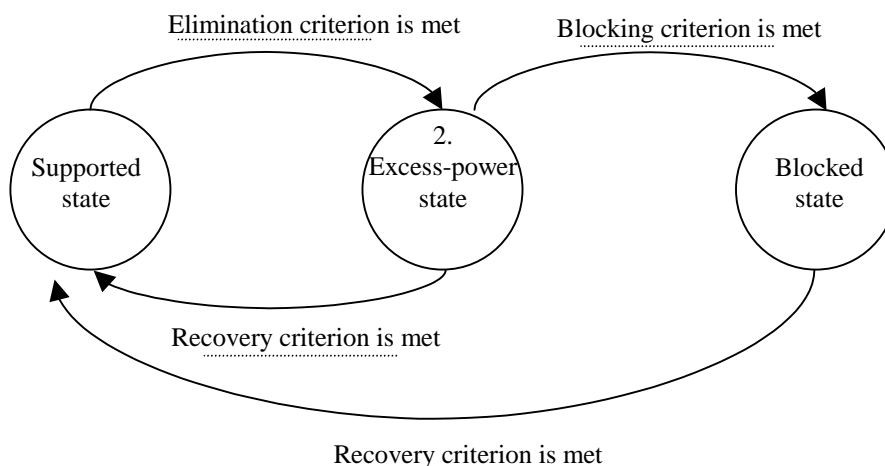 Elimination criterion is met
Blocking criterion is met
Supported
state
2.
Excess-power
state
Blocked
state
Recovery criterion is met
Recovery criterion is met